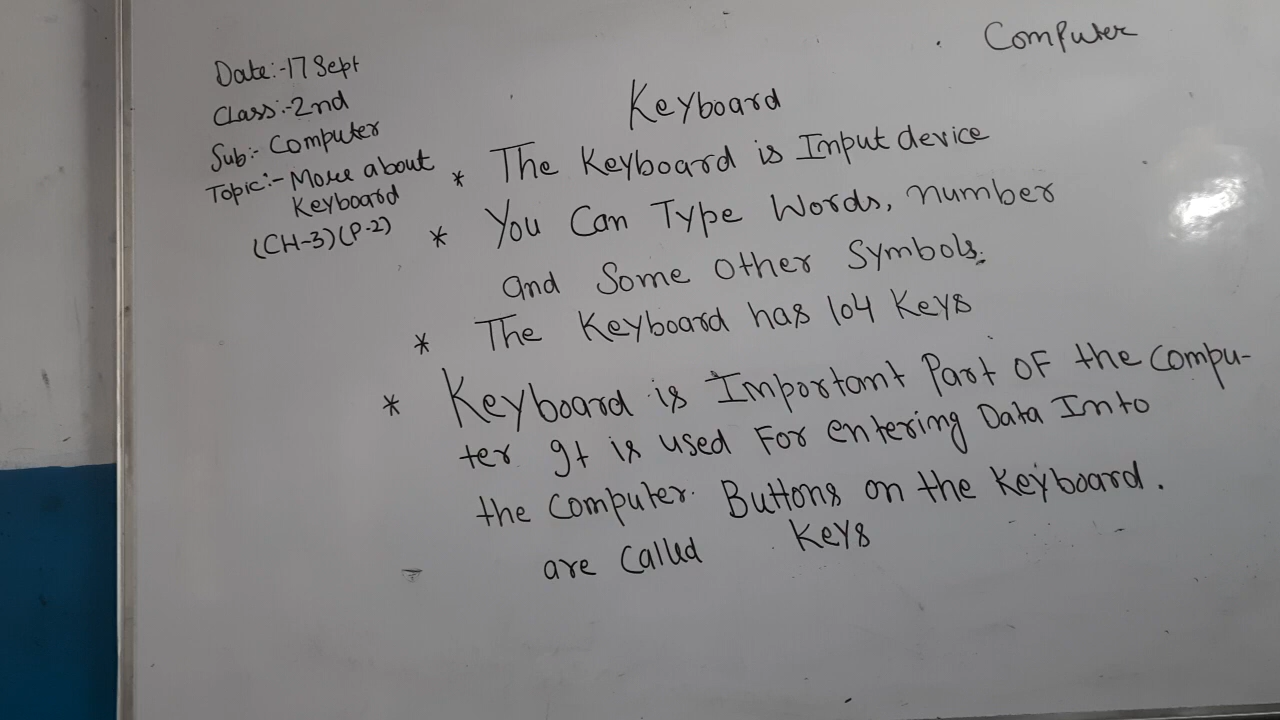 Computer
Date:-17 Sept
Class:-2nd
Sub:- Computer
Topic:- More about
Keyboard
(CH-3)(P-2)
Keyboard
* The Keyboard is Input device
* You Can Type Words, number
and Some Other Symbols.
* The Keyboard has 104 Keys
* Keyboard is Important Part OF the Compu-
ter It is used For entering Data Into
the Computer. Buttons on the Keyboard.
are Called Keys